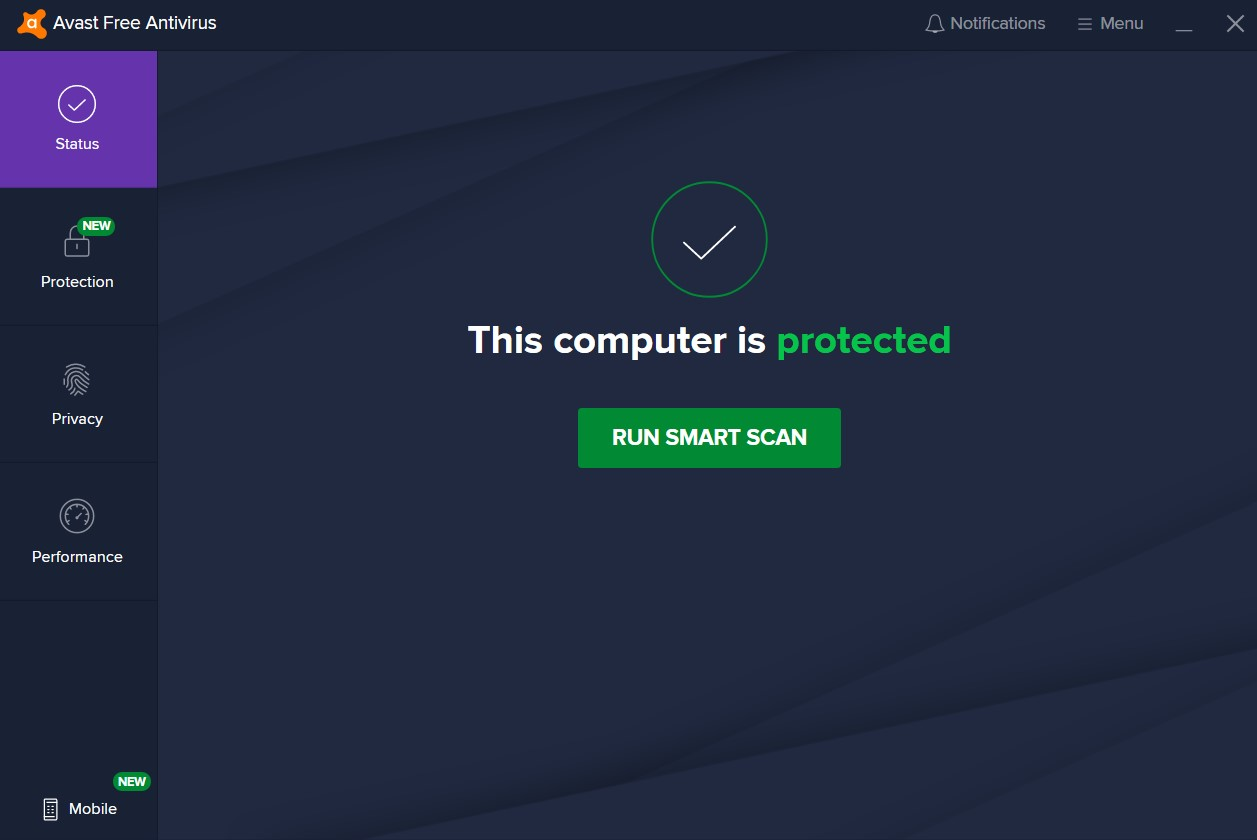 Avast Free Antivirus
Notifications
Menu
Status
NEW
Protection
Privacy
Performance
NEW
Mobile
This computer is protected
RUN SMART SCAN